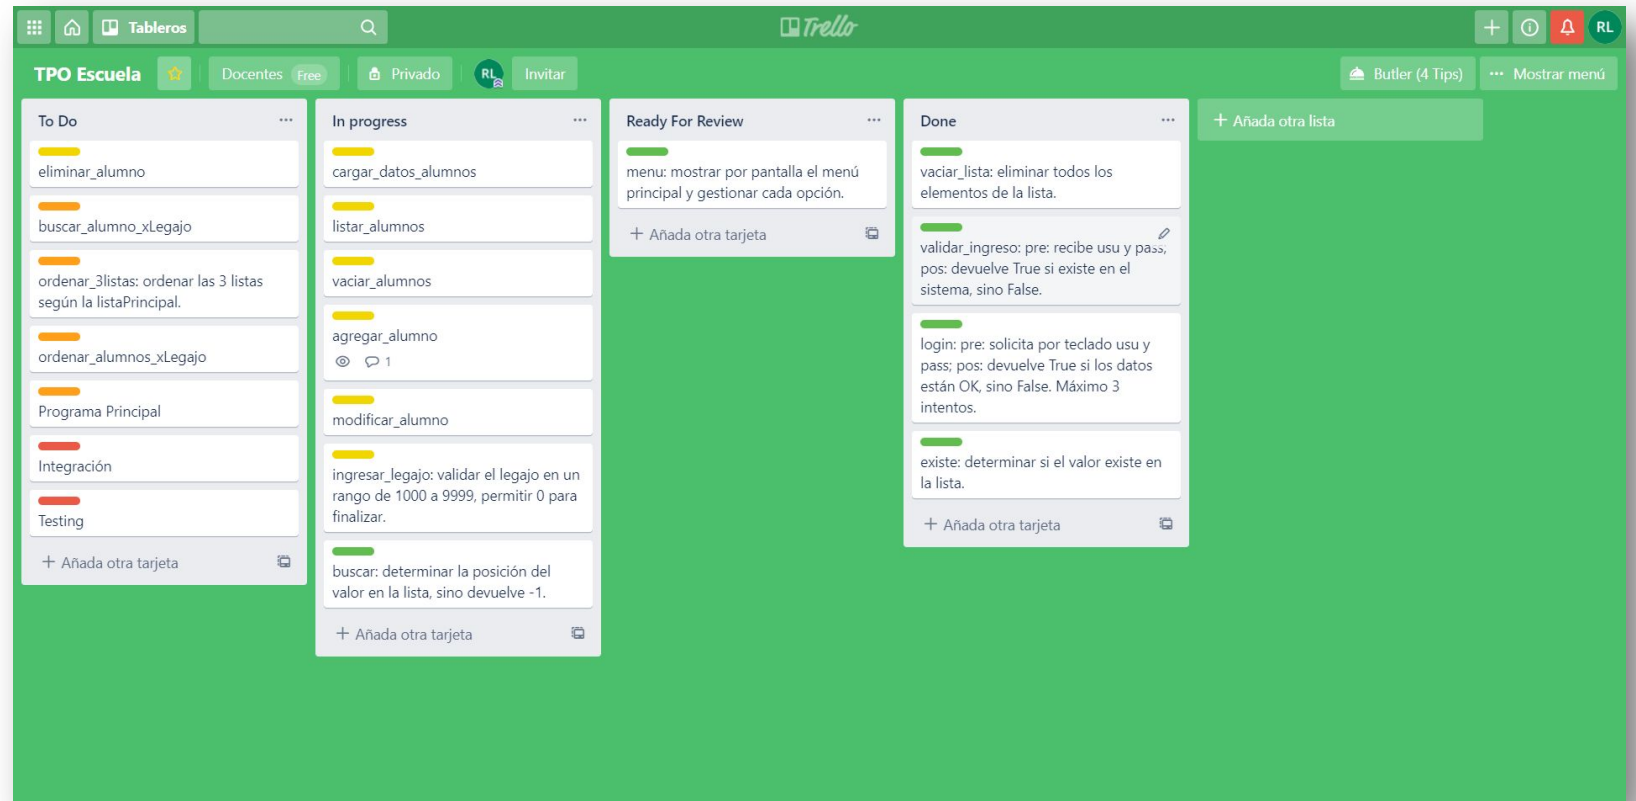 Tableros
Trello
RL
TPO Escuela
Docentes Free
Privado
RL
Invitar
Butler (4 Tips)
Mostrar menú
To Do
eliminar_alumno
buscar_alumno_xLegajo
ordenar_3listas: ordenar las 3 listas
según la listaPrincipal.
ordenar_alumnos_xLegajo
Programa Principal
Integración
Testing
+ Añada otra tarjeta
In progress
cargar_datos_alumnos
listar_alumnos
vaciar_alumnos
agregar_alumno
1
modificar_alumno
ingresar_legajo: validar el legajo en un
rango de 1000 a 9999, permitir 0 para
finalizar.
buscar: determinar la posición del
valor en la lista, sino devuelve -1.
+ Añada otra tarjeta
Ready For Review
menu: mostrar por pantalla el menú
principal y gestionar cada opción.
+ Añada otra tarjeta
Done
vaciar_lista: eliminar todos los
elementos de la lista.
validar_ingreso: pre: recibe usu y pass;
pos: devuelve True si existe en el
sistema, sino False.
login: pre: solicita por teclado usu y
pass; pos: devuelve True si los datos
están OK, sino False. Máximo 3
intentos.
existe: determinar si el valor existe en
la lista.
+ Añada otra tarjeta
+ Añada otra lista